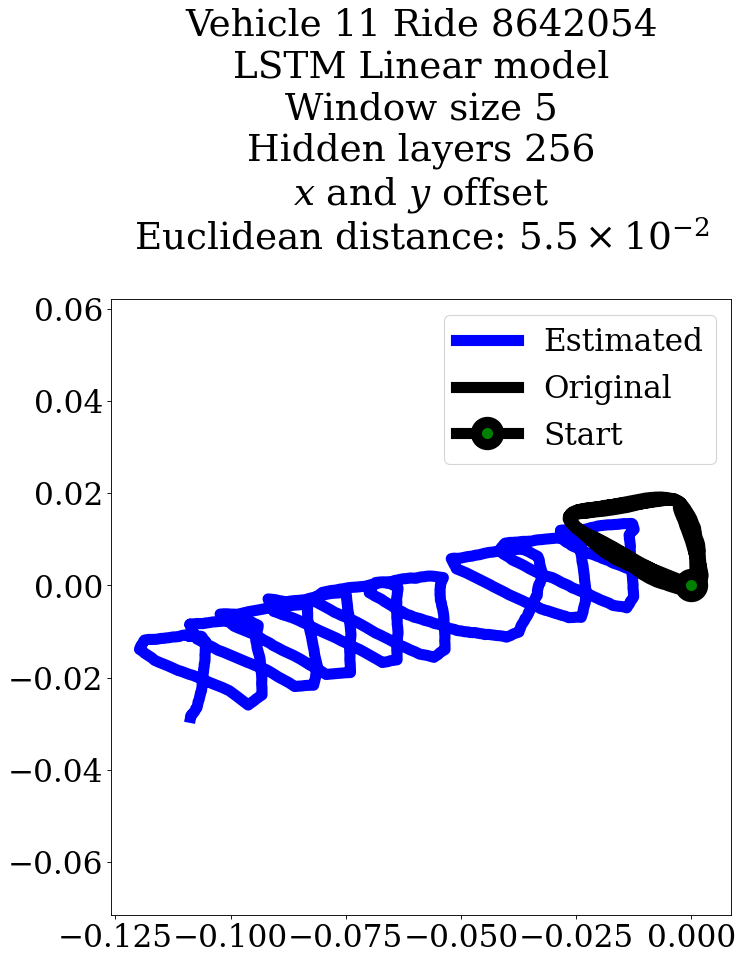 Vehicle 11 Ride 8642054
LSTM Linear model
Window size 5
Hidden layers 256
x and y offset
Euclidean distance: 5.5 × 10⁻²
0.06
0.04
0.02
0.00
−0.02
−0.04
−0.06
Estimated
Original
Start
−0.125 −0.100 −0.075 −0.050 −0.025 0.000